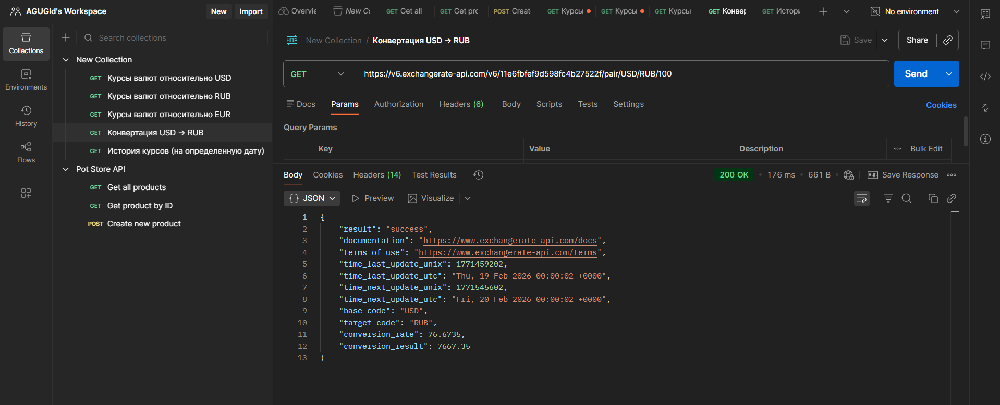 AGUGId's Workspace
New
Import
Overvie
New Cc
GET Get all
GET Get prc
POST Create
GET Курсы
GET Курсы
GET Курсы
GET Конвер
GET Истори
No environment
Collections
Environments
History
Flows
Search collections
New Collection
GET Курсы валют относительно USD
GET Курсы валют относительно RUB
GET Курсы валют относительно EUR
GET Конвертация USD → RUB
GET История курсов (на определенную дату)
Pot Store API
GET Get all products
GET Get product by ID
POST Create new product
HTTP New Collection / Конвертация USD → RUB
Save
Share
GET
https://v6.exchangerate-api.com/v6/11e6fbfef9d598fc4b27522f/pair/USD/RUB/100
Send
Docs Params Authorization Headers (6) Body Scripts Tests Settings
Cookies
Query Params
Key Value Description Bulk Edit
Body Cookies Headers (14) Test Results
200 OK • 176 ms • 661 B
e.g. Save Response
{} JSON
Preview
Visualize
1 {
2 "result": "success",
3 "documentation": "https://www.exchangerate-api.com/docs",
4 "terms_of_use": "https://www.exchangerate-api.com/terms",
5 "time_last_update_unix": 1771459202,
6 "time_last_update_utc": "Thu, 19 Feb 2026 00:00:02 +0000",
7 "time_next_update_unix": 1771545602,
8 "time_next_update_utc": "Fri, 20 Feb 2026 00:00:02 +0000",
9 "base_code": "USD",
10 "target_code": "RUB",
11 "conversion_rate": 76.6735,
12 "conversion_result": 7667.35
13 }